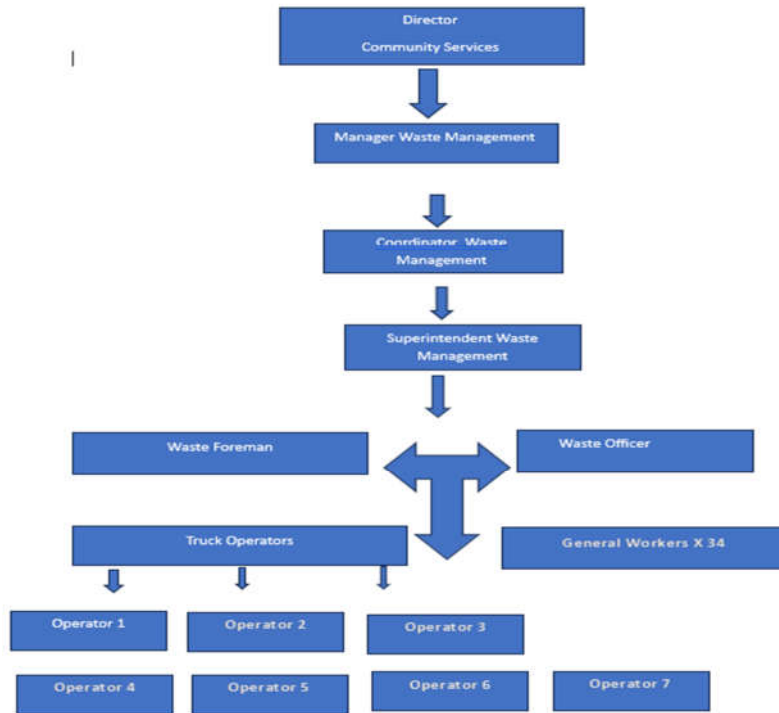 Director
Community Services
Manager Waste Management
Coordinator Waste
Management
Superintendent Waste
Management
Waste Foreman
Waste Officer
Truck Operators
General Workers X 34
Operator 1
Operator 2
Operator 3
Operator 4
Operator 5
Operator 6
Operator 7